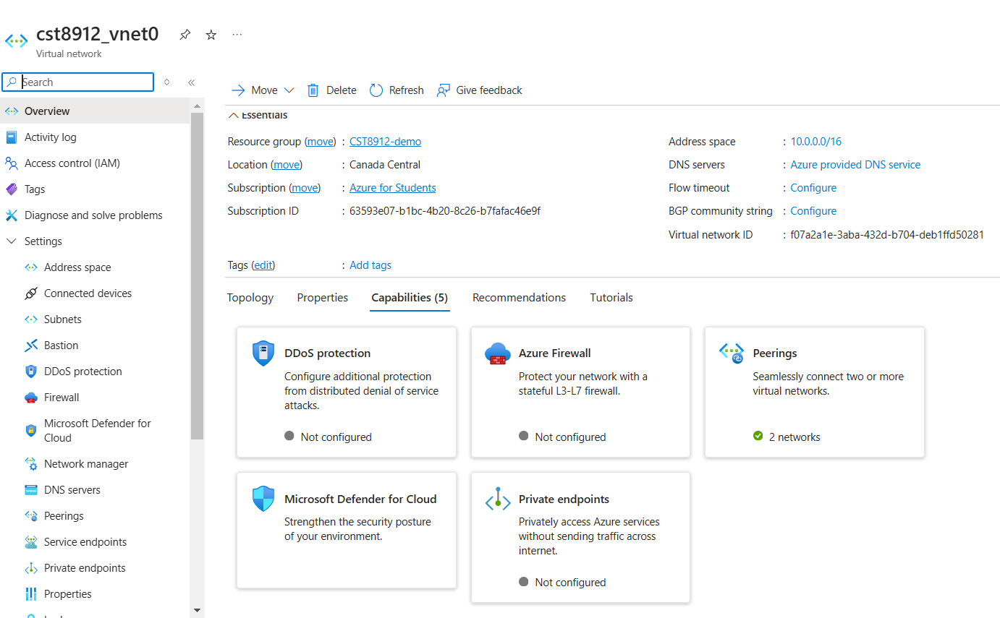 cst8912_vnet0
Virtual network
Search
Overview
Activity log
Access control (IAM)
Tags
Diagnose and solve problems
Settings
Address space
Connected devices
Subnets
Bastion
DDoS protection
Firewall
Microsoft Defender for
Cloud
Network manager
DNS servers
Peerings
Service endpoints
Private endpoints
Properties
Move
Delete
Refresh
Give feedback
Essentials
Resource group (move) : CST8912-demo
Location (move) : Canada Central
Subscription (move) : Azure for Students
Subscription ID : 63593e07-b1bc-4b20-8c26-b7fafac46e9f
Address space : 10.0.0.0/16
DNS servers : Azure provided DNS service
Flow timeout : Configure
BGP community string : Configure
Virtual network ID : f07a2a1e-3aba-432d-b704-deb1ffd50281
Tags (edit) : Add tags
Topology
Properties
Capabilities (5)
Recommendations
Tutorials
DDoS protection
Configure additional protection
from distributed denial of service
attacks.
Not configured
Azure Firewall
Protect your network with a
stateful L3-L7 firewall.
Not configured
Peerings
Seamlessly connect two or more
virtual networks.
2 networks
Microsoft Defender for Cloud
Strengthen the security posture
of your environment.
Private endpoints
Privately access Azure services
without sending traffic across
internet.
Not configured